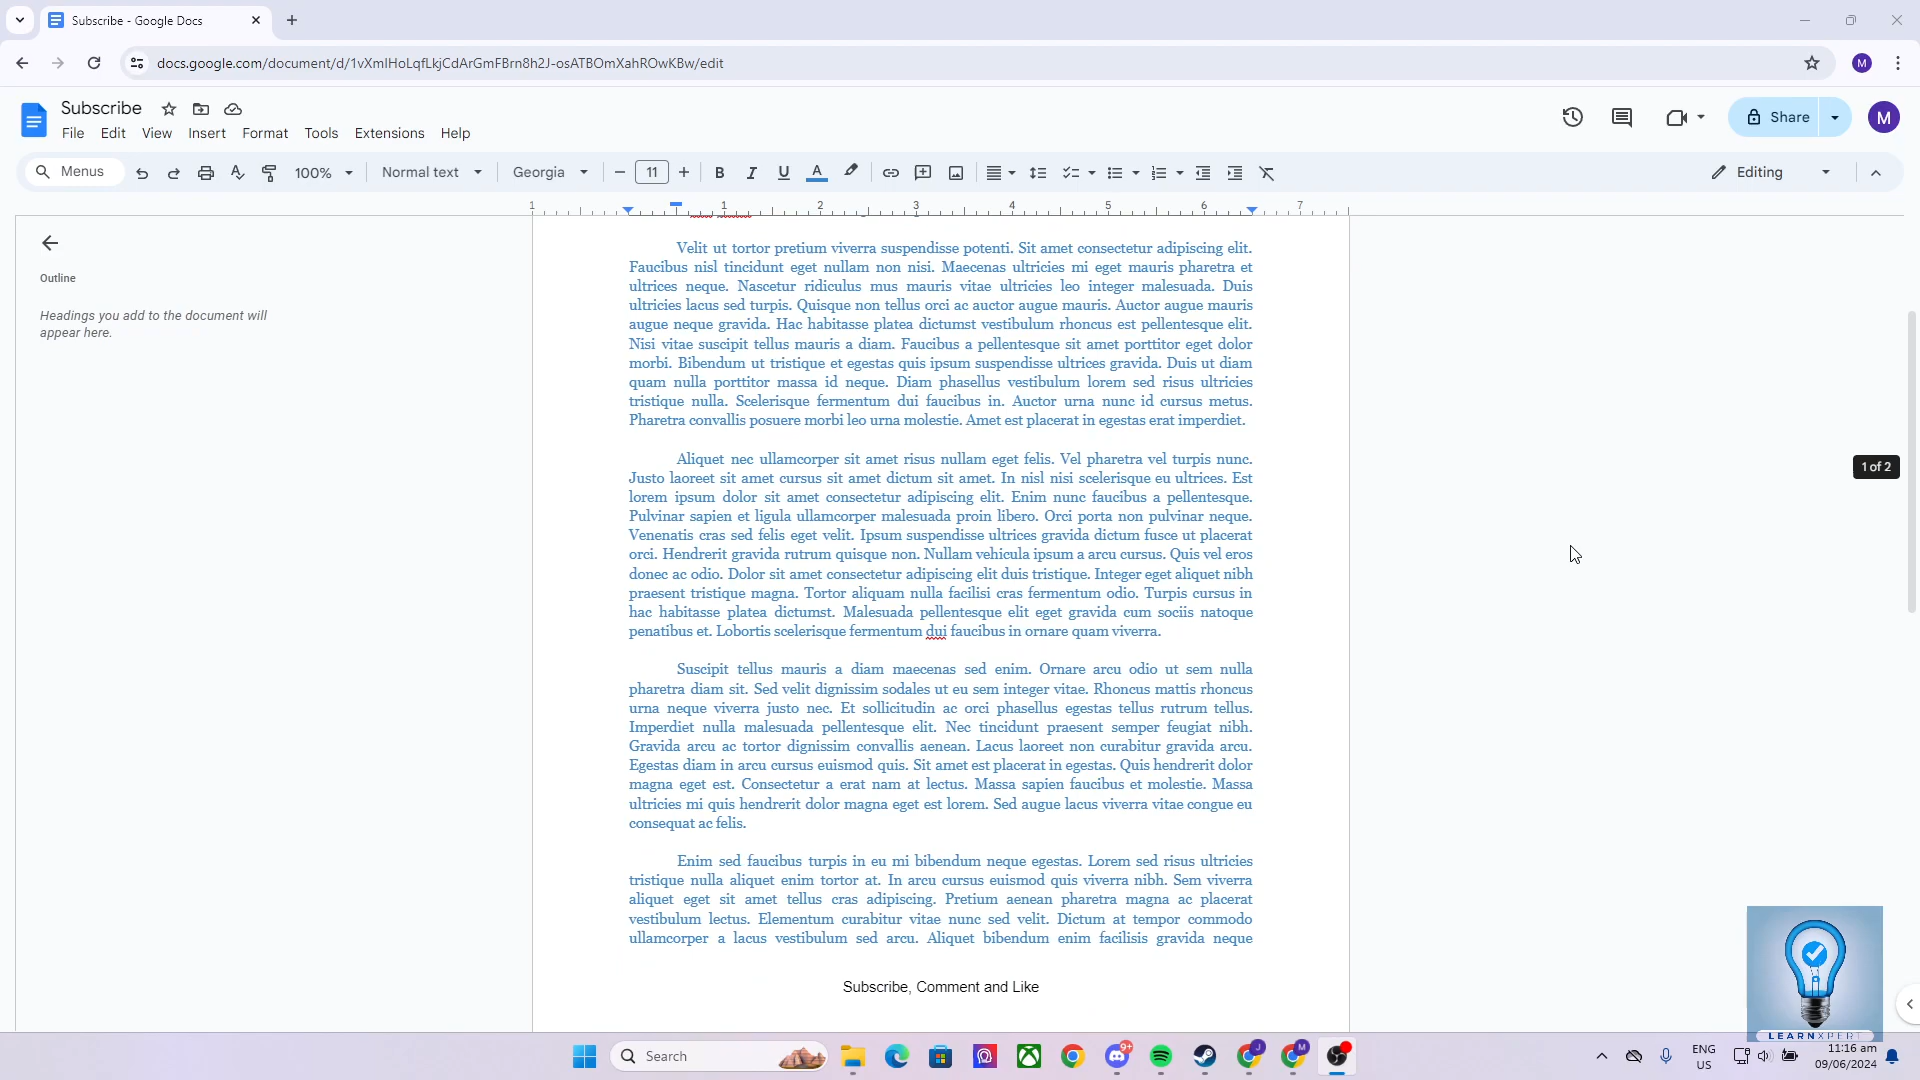 Subscribe - Google Docs
docs.google.com/document/d/1vXmIHoLqfLkjCdArGmFBrn8h2J-osATBOmXahROwKBw/edit
M
Subscribe
File Edit View Insert Format Tools Extensions Help
Share
M
Menus 100% Normal text Georgia 11 B I U A Editing
1 1 2 3 4 5 6 7
Outline
Headings you add to the document will
appear here.
Velit ut tortor pretium viverra suspendisse potenti. Sit amet consectetur adipiscing elit.
Faucibus nisl tincidunt eget nullam non nisi. Maecenas ultricies mi eget mauris pharetra et
ultrices neque. Nascetur ridiculus mus mauris vitae ultricies leo integer malesuada. Duis
ultricies lacus sed turpis. Quisque non tellus orci ac auctor augue mauris. Auctor augue mauris
augue neque gravida. Hac habitasse platea dictumst vestibulum rhoncus est pellentesque elit.
Nisi vitae suscipit tellus mauris a diam. Faucibus a pellentesque sit amet porttitor eget dolor
morbi. Bibendum ut tristique et egestas quis ipsum suspendisse ultrices gravida. Duis ut diam
quam nulla porttitor massa id neque. Diam phasellus vestibulum lorem sed risus ultricies
tristique nulla. Scelerisque fermentum dui faucibus in. Auctor urna nunc id cursus metus.
Pharetra convallis posuere morbi leo urna molestie. Amet est placerat in egestas erat imperdiet.
Aliquet nec ullamcorper sit amet risus nullam eget felis. Vel pharetra vel turpis nunc.
Justo laoreet sit amet cursus sit amet dictum sit amet. In nisl nisi scelerisque eu ultrices. Est
lorem ipsum dolor sit amet consectetur adipiscing elit. Enim nunc faucibus a pellentesque.
Pulvinar sapien et ligula ullamcorper malesuada proin libero. Orci porta non pulvinar neque.
Venenatis cras sed felis eget velit. Ipsum suspendisse ultrices gravida dictum fusce ut placerat
orci. Hendrerit gravida rutrum quisque non. Nullam vehicula ipsum a arcu cursus. Quis vel eros
donec ac odio. Dolor sit amet consectetur adipiscing elit duis tristique. Integer eget aliquet nibh
praesent tristique magna. Tortor aliquam nulla facilisi cras fermentum odio. Turpis cursus in
hac habitasse platea dictumst. Malesuada pellentesque elit eget gravida cum sociis natoque
penatibus et. Lobortis scelerisque fermentum dui faucibus in ornare quam viverra.
Suscipit tellus mauris a diam maecenas sed enim. Ornare arcu odio ut sem nulla
pharetra diam sit. Sed velit dignissim sodales ut eu sem integer vitae. Rhoncus mattis rhoncus
urna neque viverra justo nec. Et sollicitudin ac orci phasellus egestas tellus rutrum tellus.
Imperdiet nulla malesuada pellentesque elit. Nec tincidunt praesent semper feugiat nibh.
Gravida arcu ac tortor dignissim convallis aenean. Lacus laoreet non curabitur gravida arcu.
Egestas diam in arcu cursus euismod quis. Sit amet est placerat in egestas. Quis hendrerit dolor
magna eget est. Consectetur a erat nam at lectus. Massa sapien faucibus et molestie. Massa
ultricies mi quis hendrerit dolor magna eget est lorem. Sed augue lacus viverra vitae congue eu
consequat ac felis.
Enim sed faucibus turpis in eu mi bibendum neque egestas. Lorem sed risus ultricies
tristique nulla aliquet enim tortor at. In arcu cursus euismod quis viverra nibh. Sem viverra
aliquet eget sit amet tellus cras adipiscing. Pretium aenean pharetra magna ac placerat
vestibulum lectus. Elementum curabitur vitae nunc sed velit. Dictum at tempor commodo
ullamcorper a lacus vestibulum sed arcu. Aliquet bibendum enim facilisis gravida neque
Subscribe, Comment and Like
1 of 2
LEARNXPERT
Search
9+
J
M
ENG
US
11:16 am
09/06/2024